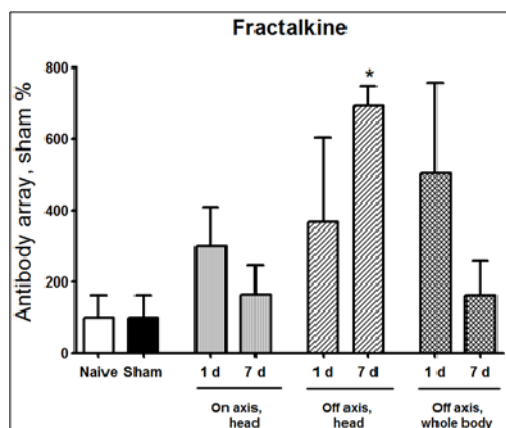 Fractalkine
Antibody array, sham %
800
600
400
200
0
*
Naive Sham 1 d 7 d 1 d 7 d 1 d 7 d
On axis, Off axis, Off axis,
head head whole body